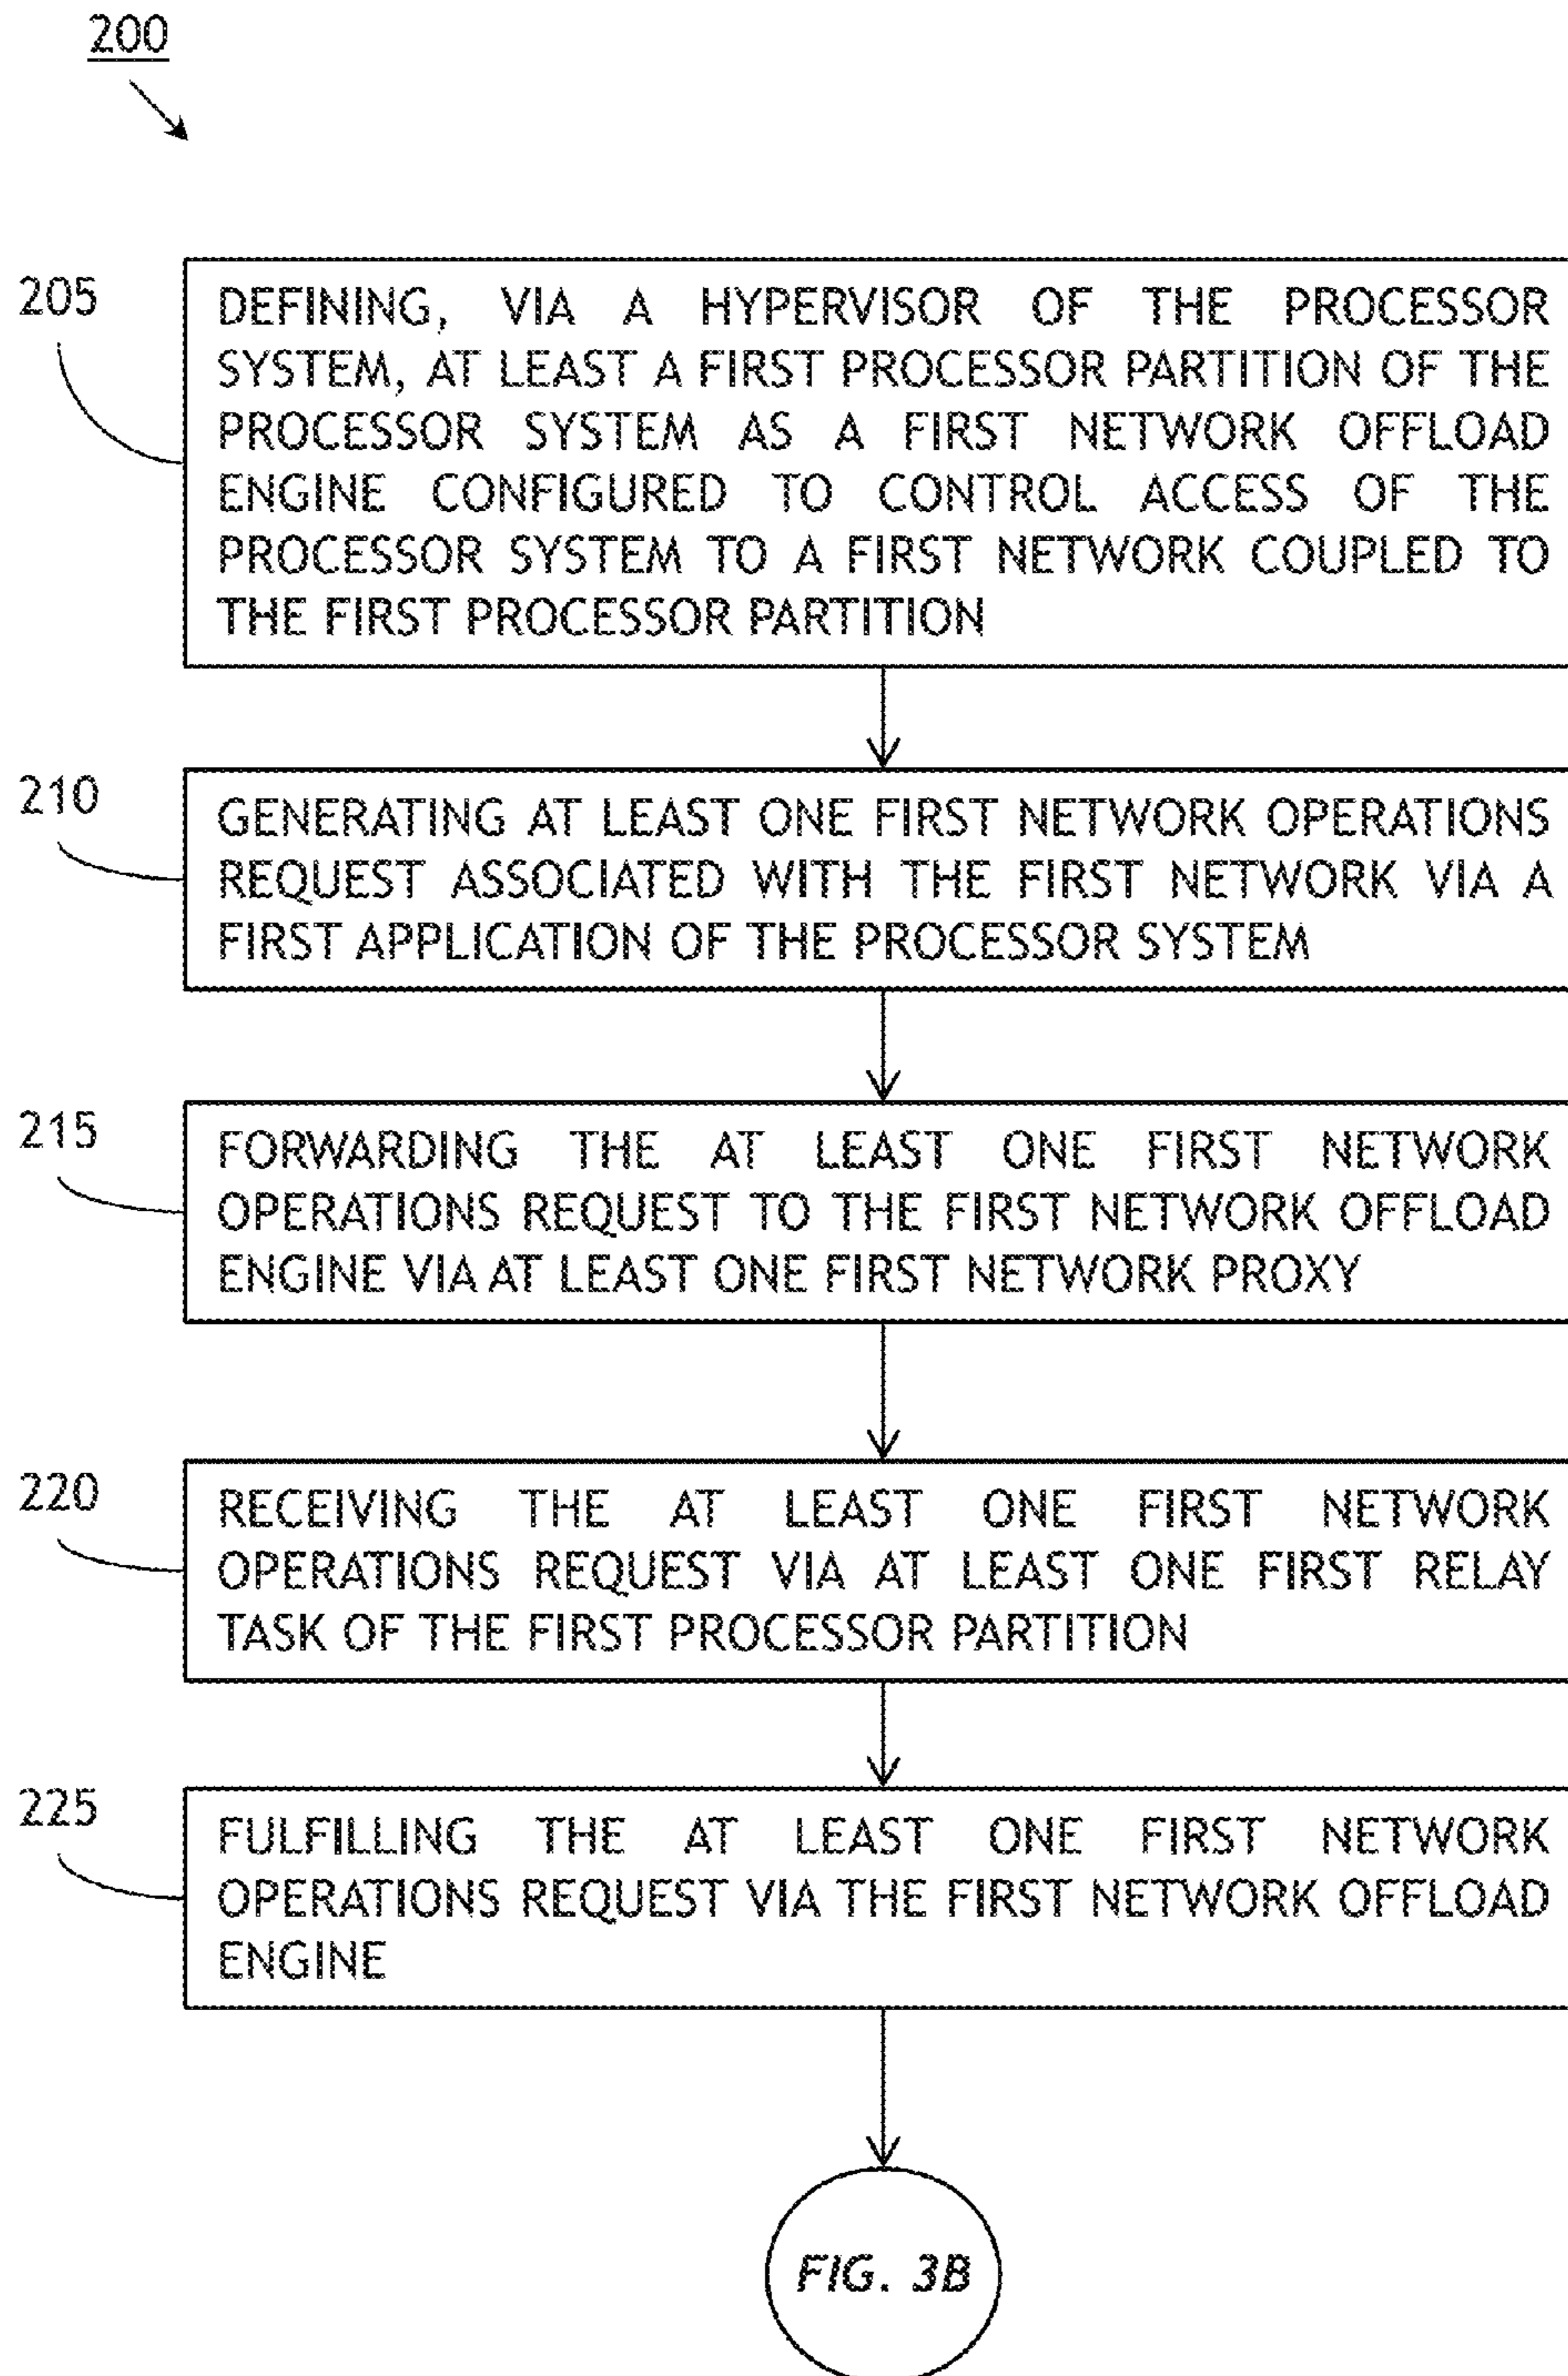 200
205
DEFINING, VIA A HYPERVISOR OF THE PROCESSOR
SYSTEM, AT LEAST A FIRST PROCESSOR PARTITION OF THE
PROCESSOR SYSTEM AS A FIRST NETWORK OFFLOAD
ENGINE CONFIGURED TO CONTROL ACCESS OF THE
PROCESSOR SYSTEM TO A FIRST NETWORK COUPLED TO
THE FIRST PROCESSOR PARTITION
210
GENERATING AT LEAST ONE FIRST NETWORK OPERATIONS
REQUEST ASSOCIATED WITH THE FIRST NETWORK VIA A
FIRST APPLICATION OF THE PROCESSOR SYSTEM
215
FORWARDING THE AT LEAST ONE FIRST NETWORK
OPERATIONS REQUEST TO THE FIRST NETWORK OFFLOAD
ENGINE VIA AT LEAST ONE FIRST NETWORK PROXY
220
RECEIVING THE AT LEAST ONE FIRST NETWORK
OPERATIONS REQUEST VIA AT LEAST ONE FIRST RELAY
TASK OF THE FIRST PROCESSOR PARTITION
225
FULFILLING THE AT LEAST ONE FIRST NETWORK
OPERATIONS REQUEST VIA THE FIRST NETWORK OFFLOAD
ENGINE
FIG. 3B